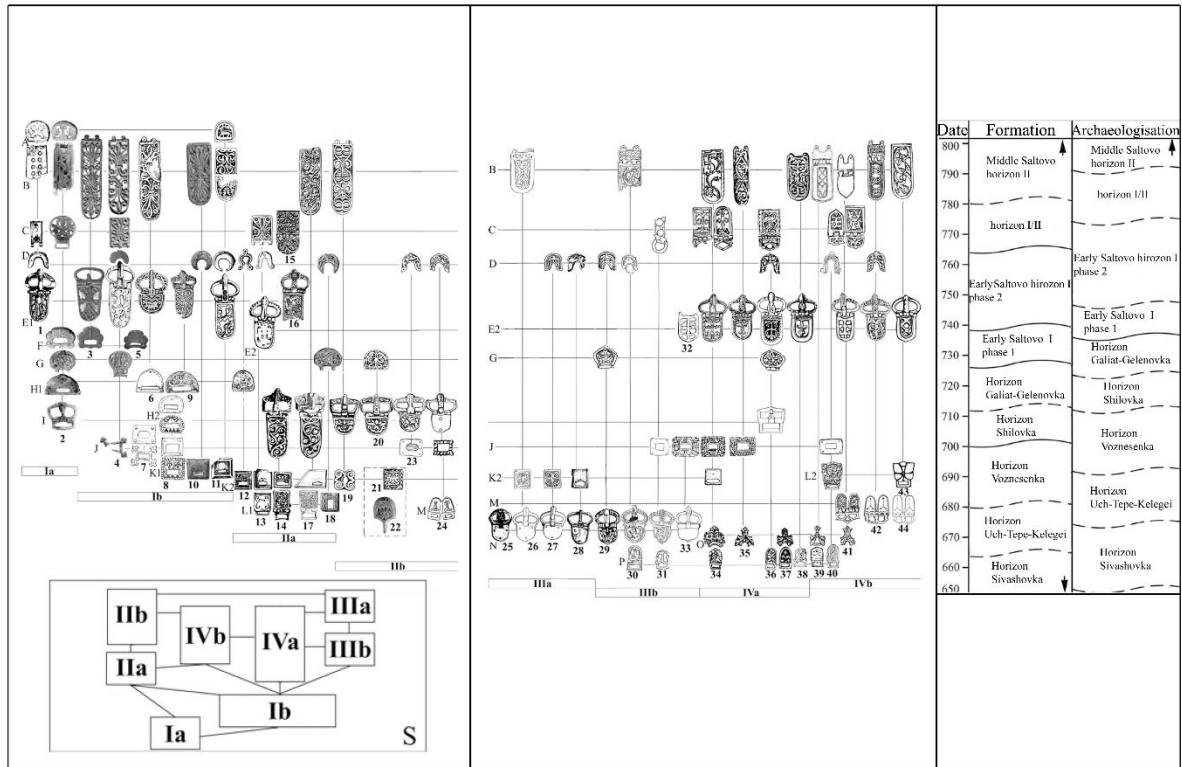 A
B
C
D
15
1
E1
16
3
5
E2
F
G
6
9
H1
H2
I
2
20
J
4
7
23
K1
8
10
11
K2
12
19
21
Ia
Ib
L1
13
14
17
18
22
M
24
IIa
IIb
IIb
IVb
IVa
IIIa
IIIb
IIa
Ib
Ia
S
B
C
D
E2
32
G
J
K2
L2
43
M
42
44
N
25
26
27
28
29
33
O
35
41
P
30
31
34
36
37
38
39
40
IIIa
IIIb
IVa
IVb
Date
Formation
Archaeologisation
800
790
780
770
760
750
740
730
720
710
700
690
680
670
660
650
Middle Saltovo
horizon II
horizon I/II
Early Saltovo hirozon I
phase 2
Early Saltovo I
phase 1
Horizon
Galiat-Gelenovka
Horizon
Shilovka
Horizon
Voznesenka
Horizon
Uch-Tepe-Kelegei
Horizon
Sivashovka
Middle Saltovo
horizon II
horizon I/II
Early Saltovo hirozon I
phase 2
Early Saltovo I
phase 1
Horizon
Galiat-Gelenovka
Horizon
Shilovka
Horizon
Voznesenka
Horizon
Uch-Tepe-Kelegei
Horizon
Sivashovka